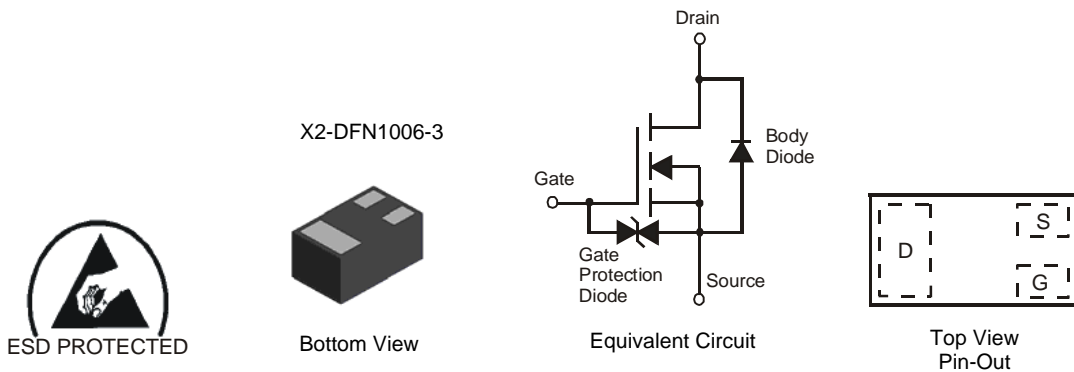 ESD PROTECTED
X2-DFN1006-3
Bottom View
Drain
Body
Diode
Gate
Gate
Protection
Diode
Source
Equivalent Circuit
D
S
G
Top View
Pin-Out